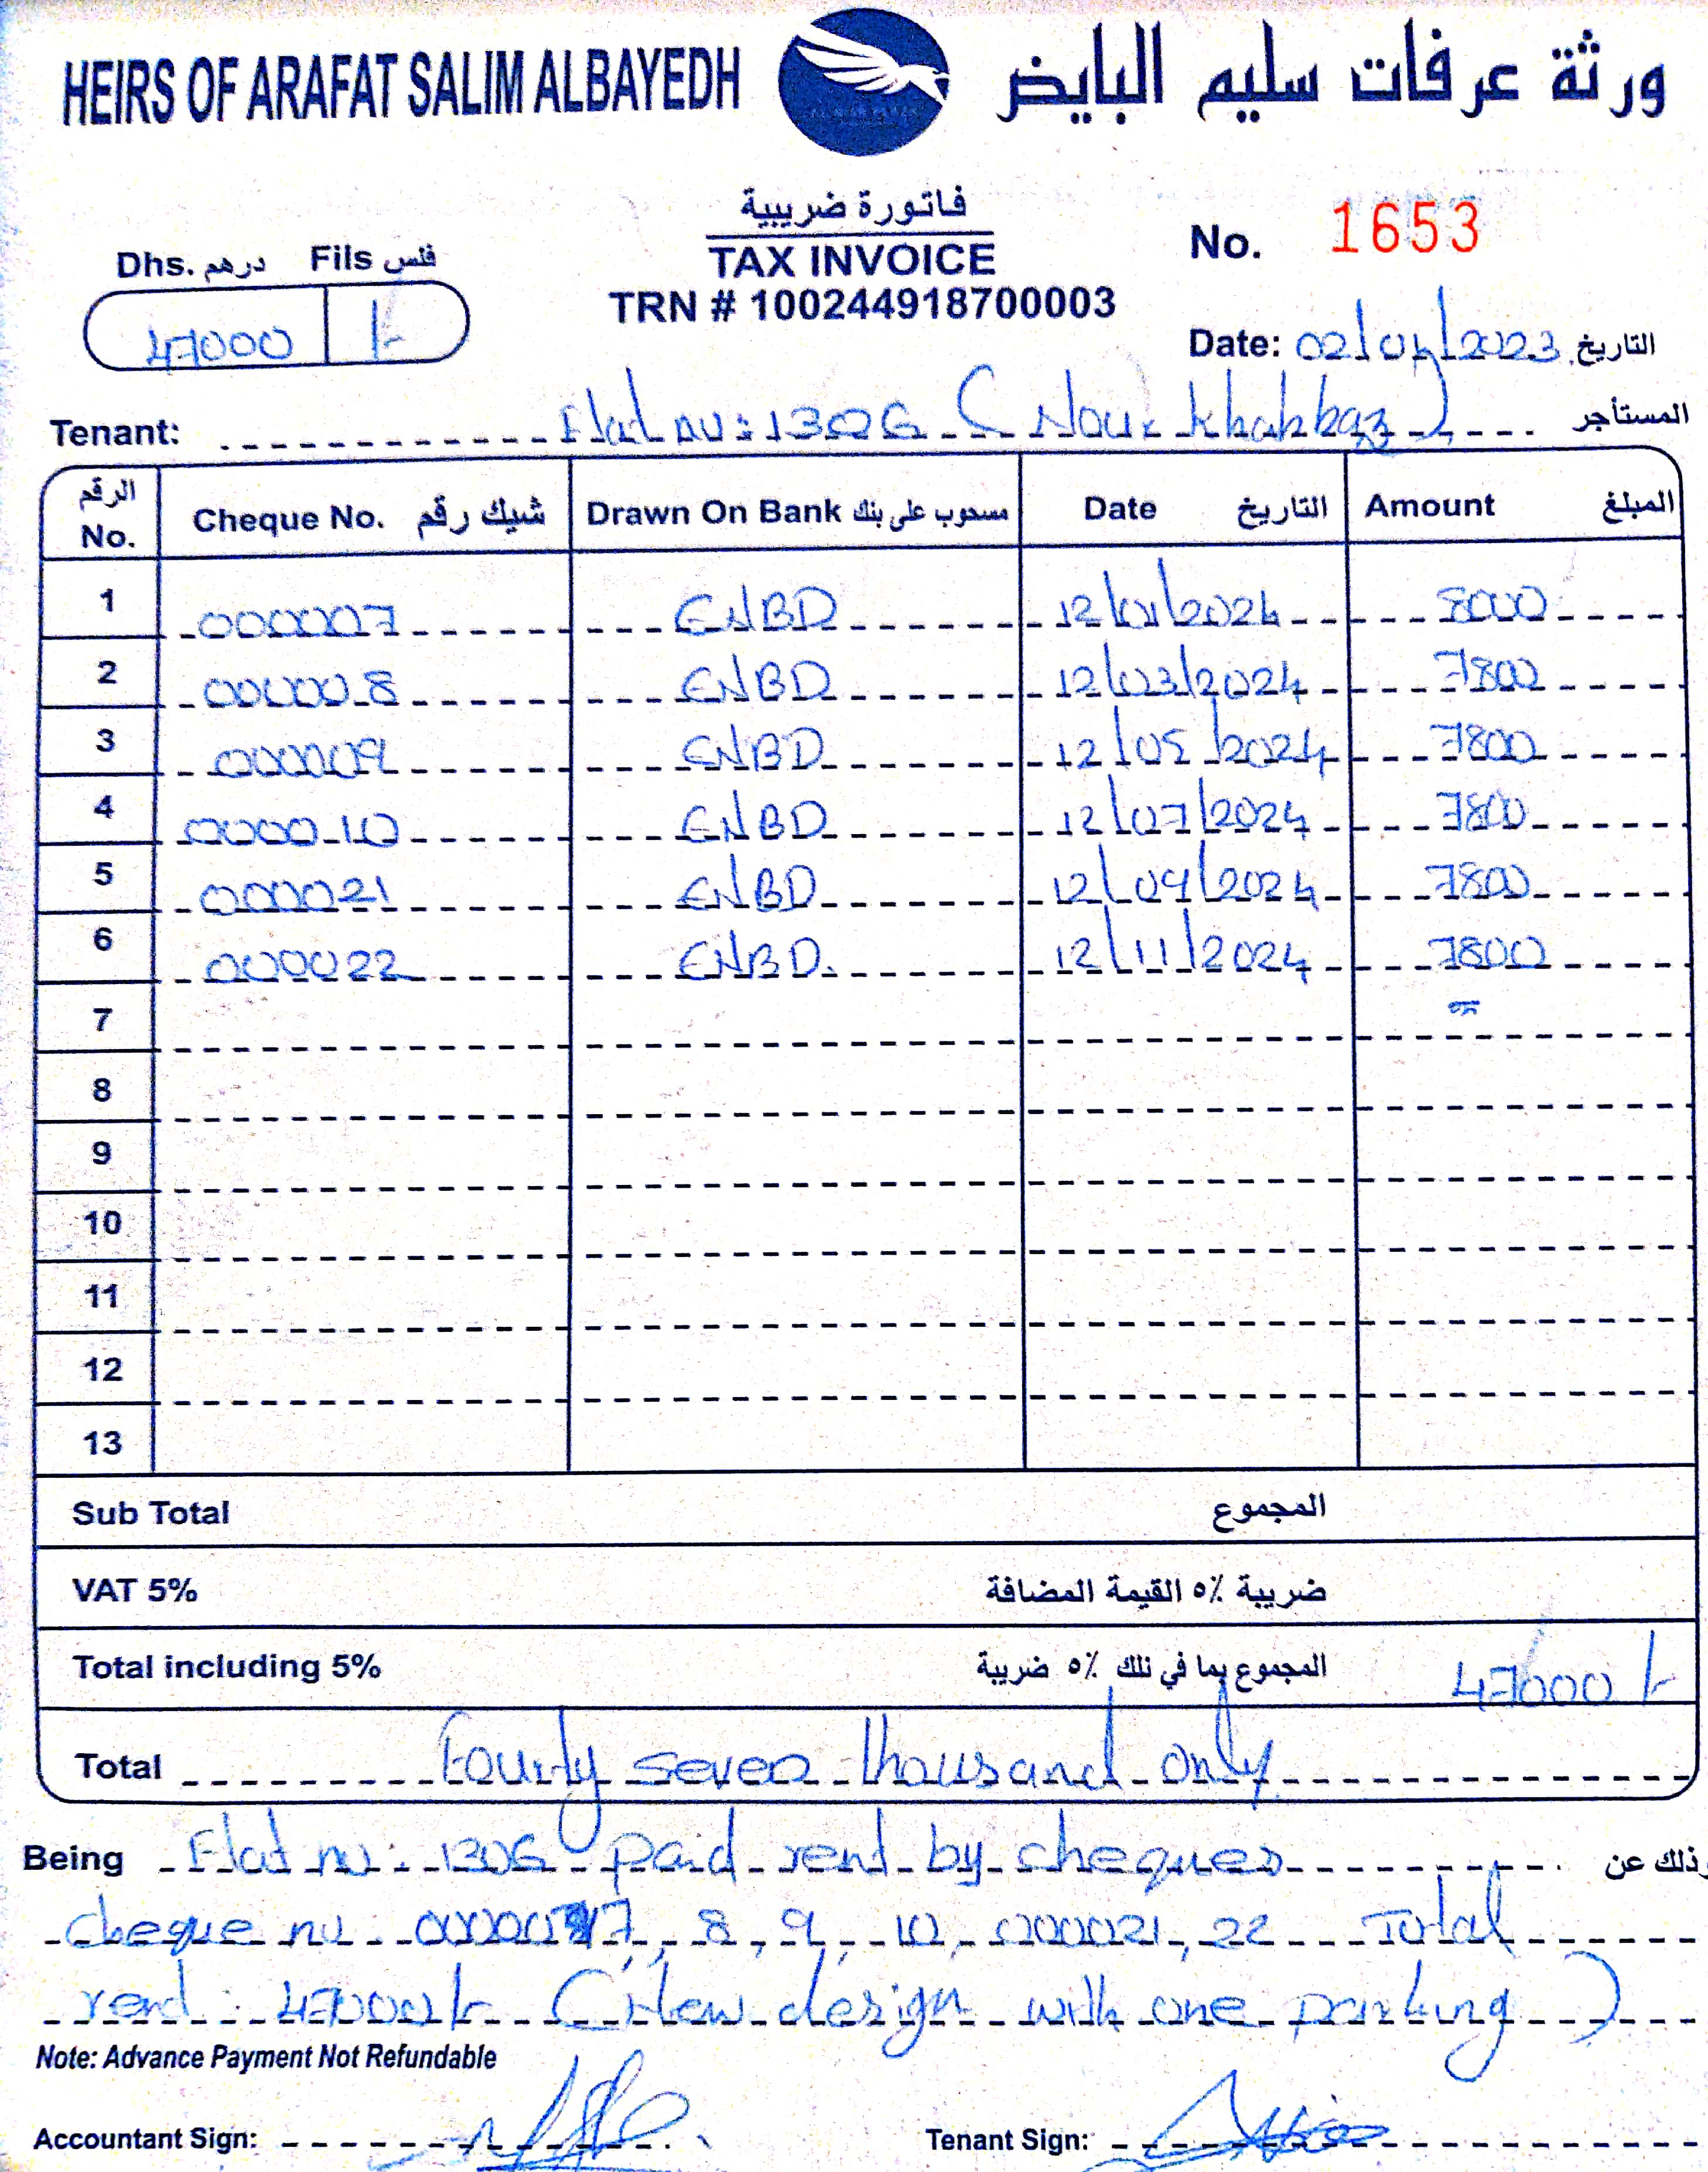 HEIRS OF ARAFAT SALIM ALBAYEDH ورثة عرفات سليم البايض
فاتورة ضريبية
TAX INVOICE
TRN # 100244918700003
No. 1653
Dhs. درهم Fils فلس
47000 /-
Date: 02/04/2023 التاريخ
Tenant: Flat no: 1306 (Nour Khabbaz) المستأجر
الرقم No. Cheque No. شيك رقم Drawn On Bank مسحوب على بنك Date التاريخ Amount المبلغ
1 000007 ENBD 12/01/2024 8000
2 000008 ENBD 12/03/2024 7800
3 000009 ENBD 12/05/2024 7800
4 000010 ENBD 12/07/2024 7800
5 000021 ENBD 12/09/2024 7800
6 000022 ENBD. 12/11/2024 7800
7
8
9
10
11
12
13
Sub Total المجموع
VAT 5% ضريبة ٥٪ القيمة المضافة
Total including 5% المجموع بما في ذلك ٥٪ ضريبة 47000/-
Total Fourty seven thousand only
Being Flat no: 1306 paid rent by cheques وذلك عن
cheque no 000007, 8, 9, 10, 000021, 22 Total
rent: 47000/- (New design with one parking)
Note: Advance Payment Not Refundable
Accountant Sign: Tenant Sign: